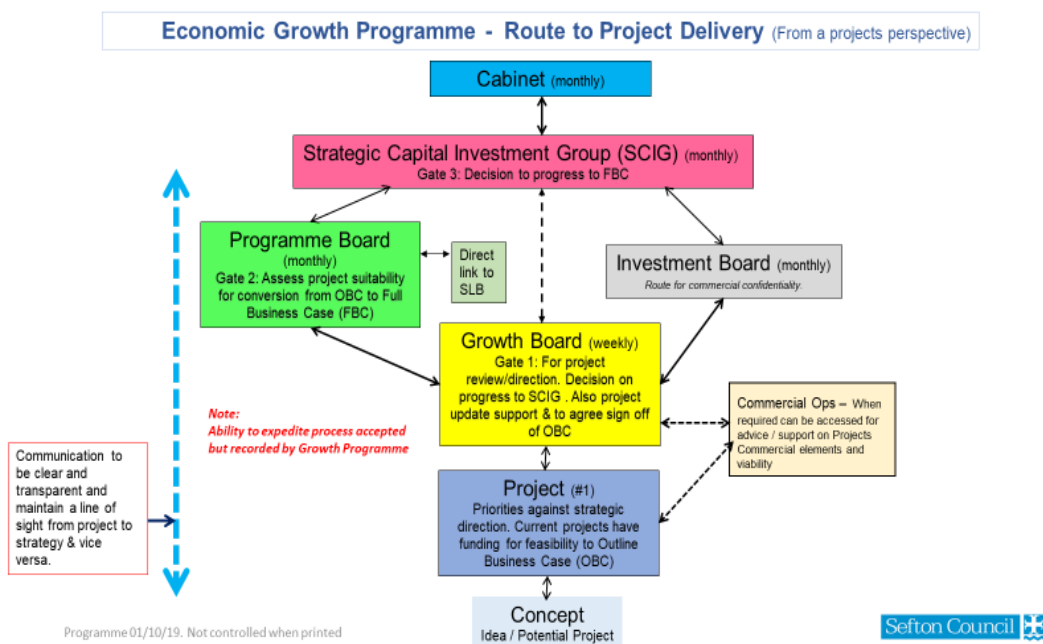 Economic Growth Programme - Route to Project Delivery (From a projects perspective)
Cabinet (monthly)
Strategic Capital Investment Group (SCIG) (monthly)
Gate 3: Decision to progress to FBC
Programme Board
(monthly)
Gate 2: Assess project suitability
for conversion from OBC to Full
Business Case (FBC)
Direct
link to
SLB
Investment Board (monthly)
Route for commercial confidentiality.
Growth Board (weekly)
Gate 1: For project
review/direction. Decision on
progress to SCIG . Also project
update support & to agree sign off
of OBC
Note:
Ability to expedite process accepted
but recorded by Growth Programme
Commercial Ops – When
required can be accessed for
advice / support on Projects
Commercial elements and
viability
Communication to
be clear and
transparent and
maintain a line of
sight from project to
strategy & vice
versa.
Project (#1)
Priorities against strategic
direction. Current projects have
funding for feasibility to Outline
Business Case (OBC)
Concept
Idea / Potential Project
Programme 01/10/19. Not controlled when printed
Sefton Council